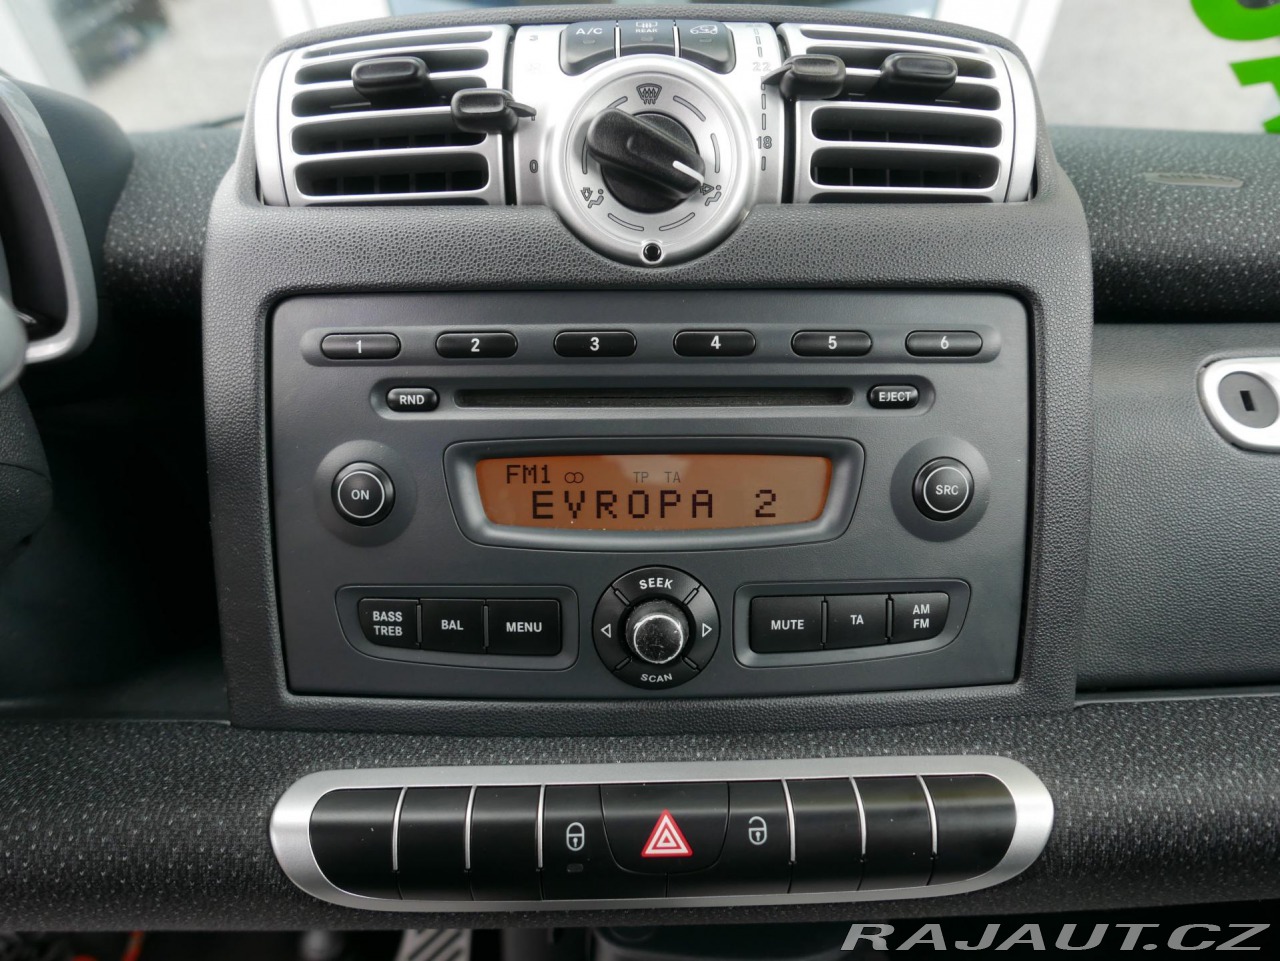 A/C
REAR
22
18
0
1 2 3 4 5 6
RND
EJECT
FM1 TP TA
EVROPA 2
ON
SRC
BASS TREB
BAL
MENU
SEEK
SCAN
MUTE
TA
AM FM
RAJAUT.CZ